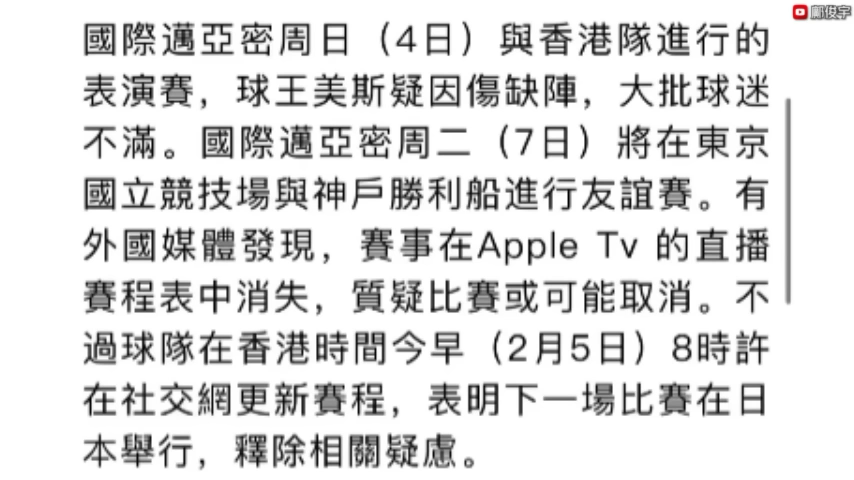 鄺俊宇
國際邁亞密周日（4日）與香港隊進行的
表演賽，球王美斯疑因傷缺陣，大批球迷
不滿。國際邁亞密周二（7日）將在東京
國立競技場與神戶勝利船進行友誼賽。有
外國媒體發現，賽事在Apple Tv 的直播
賽程表中消失，質疑比賽或可能取消。不
過球隊在香港時間今早（2月5日）8時許
在社交網更新賽程，表明下一場比賽在日
本舉行，釋除相關疑慮。